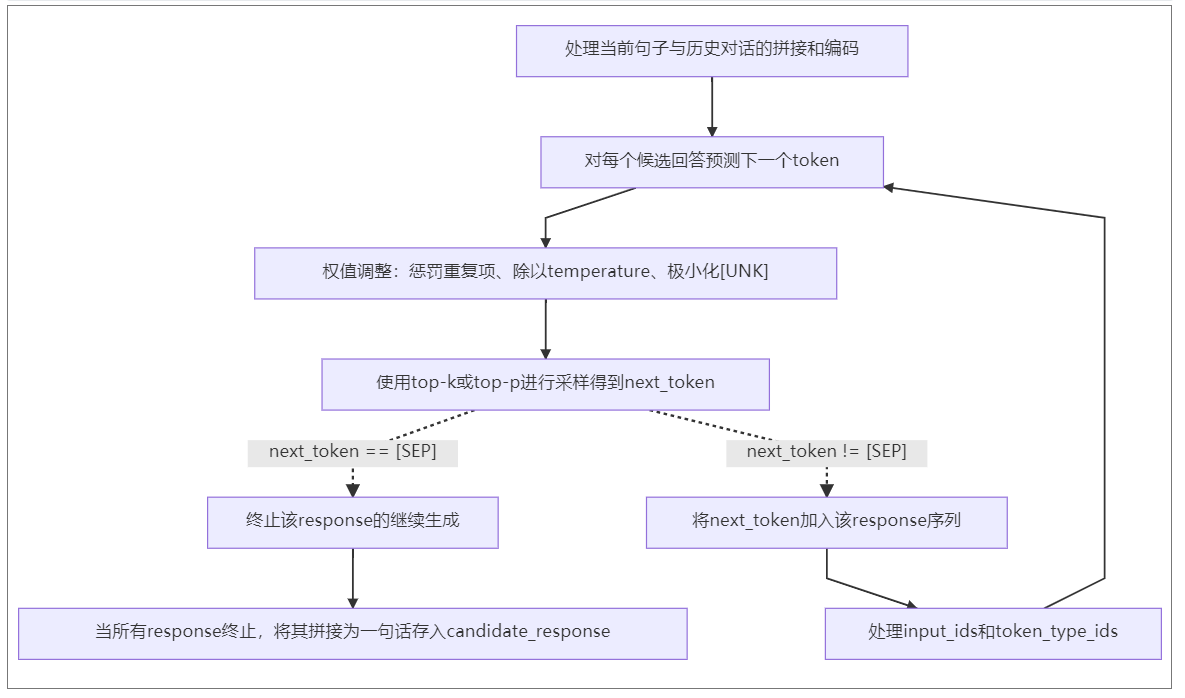 处理当前句子与历史对话的拼接和编码
对每个候选回答预测下一个token
权值调整：惩罚重复项、除以temperature、极小化[UNK]
使用top-k或top-p进行采样得到next_token
next_token == [SEP]
next_token != [SEP]
终止该response的继续生成
将next_token加入该response序列
当所有response终止，将其拼接为一句话存入candidate_response
处理input_ids和token_type_ids